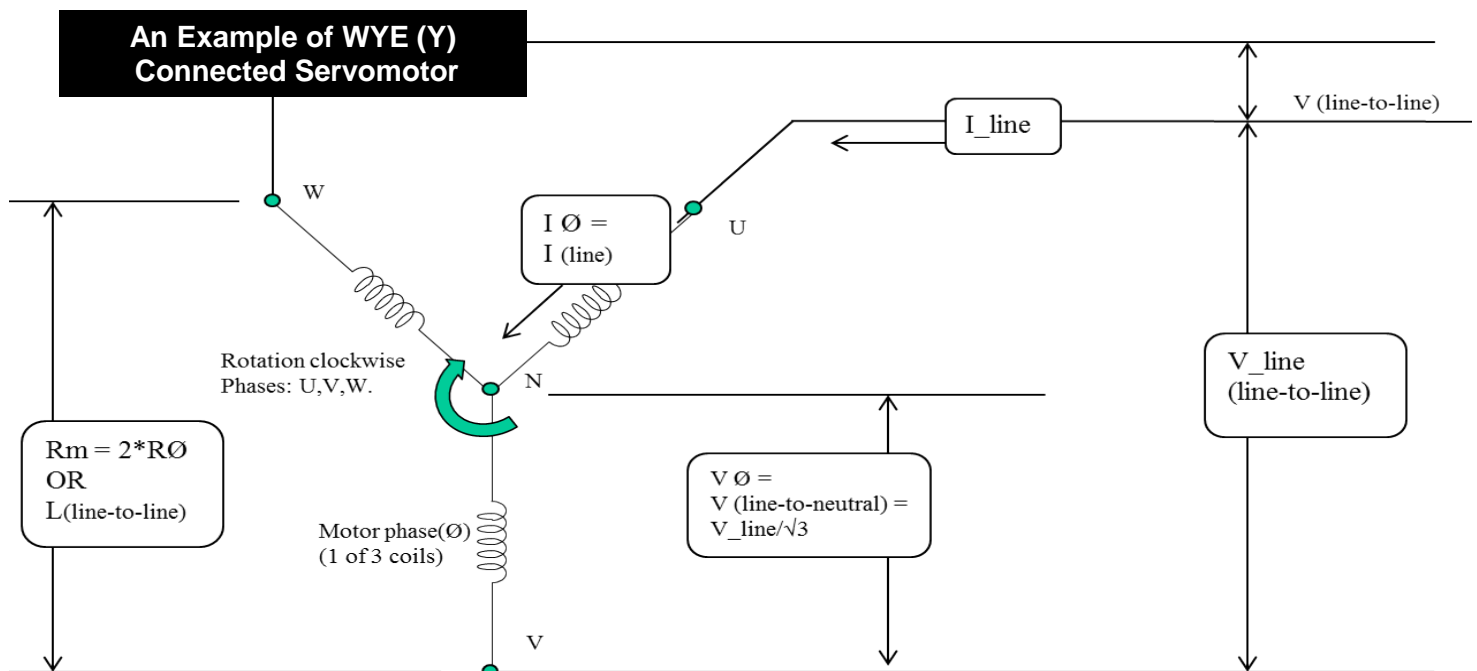 An Example of WYE (Y)
Connected Servomotor
V (line-to-line)
I_line
W
I Ø =
I (line)
U
Rotation clockwise
Phases: U,V,W.
N
V_line
(line-to-line)
Rm = 2*RØ
OR
L(line-to-line)
V Ø =
V (line-to-neutral) =
V_line/√3
Motor phase(Ø)
(1 of 3 coils)
V